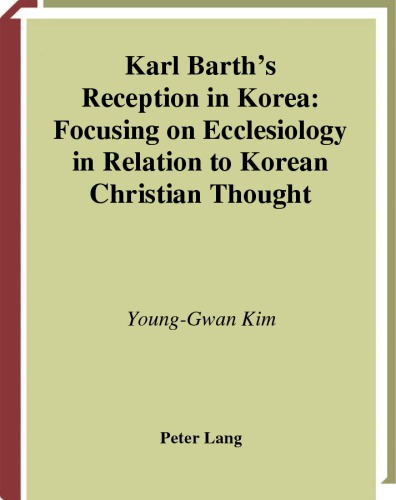 Karl Barth's
Reception in Korea:
Focusing on Ecclesiology
in Relation to Korean
Christian Thought
Young-Gwan Kim
Peter Lang